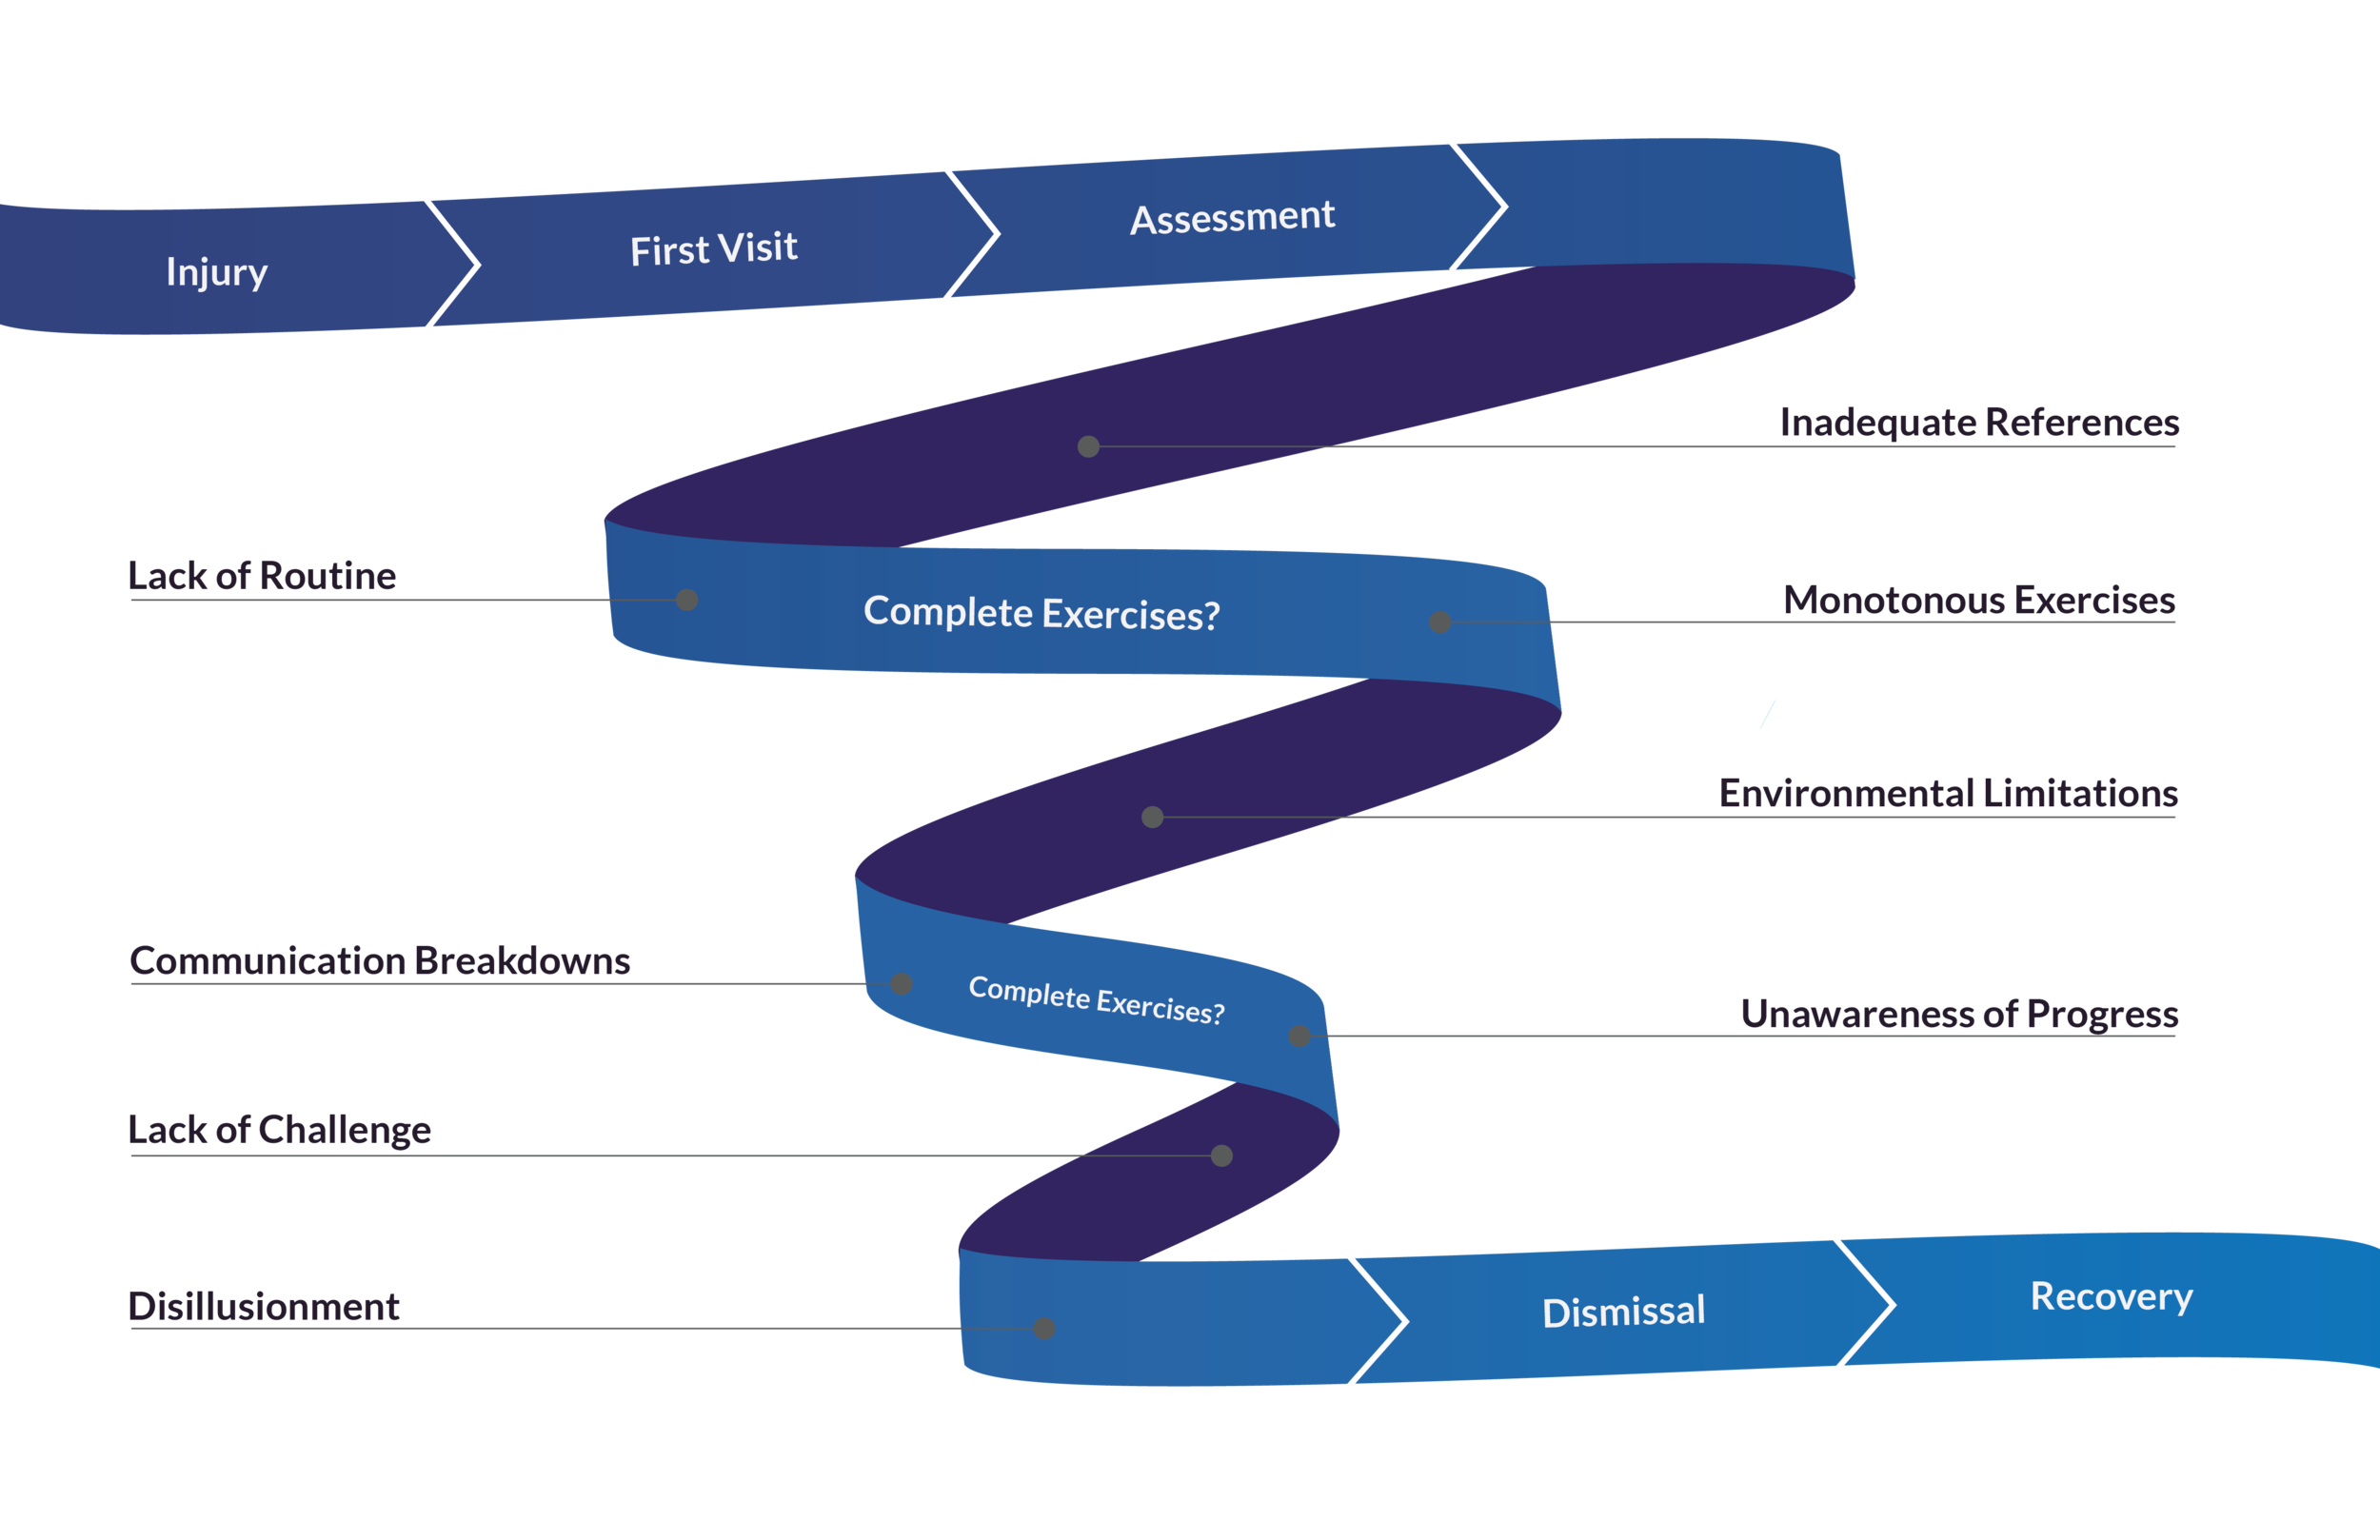 Injury
First Visit
Assessment
Inadequate References
Lack of Routine
Complete Exercises?
Monotonous Exercises
Environmental Limitations
Communication Breakdowns
Complete Exercises?
Unawareness of Progress
Lack of Challenge
Disillusionment
Dismissal
Recovery